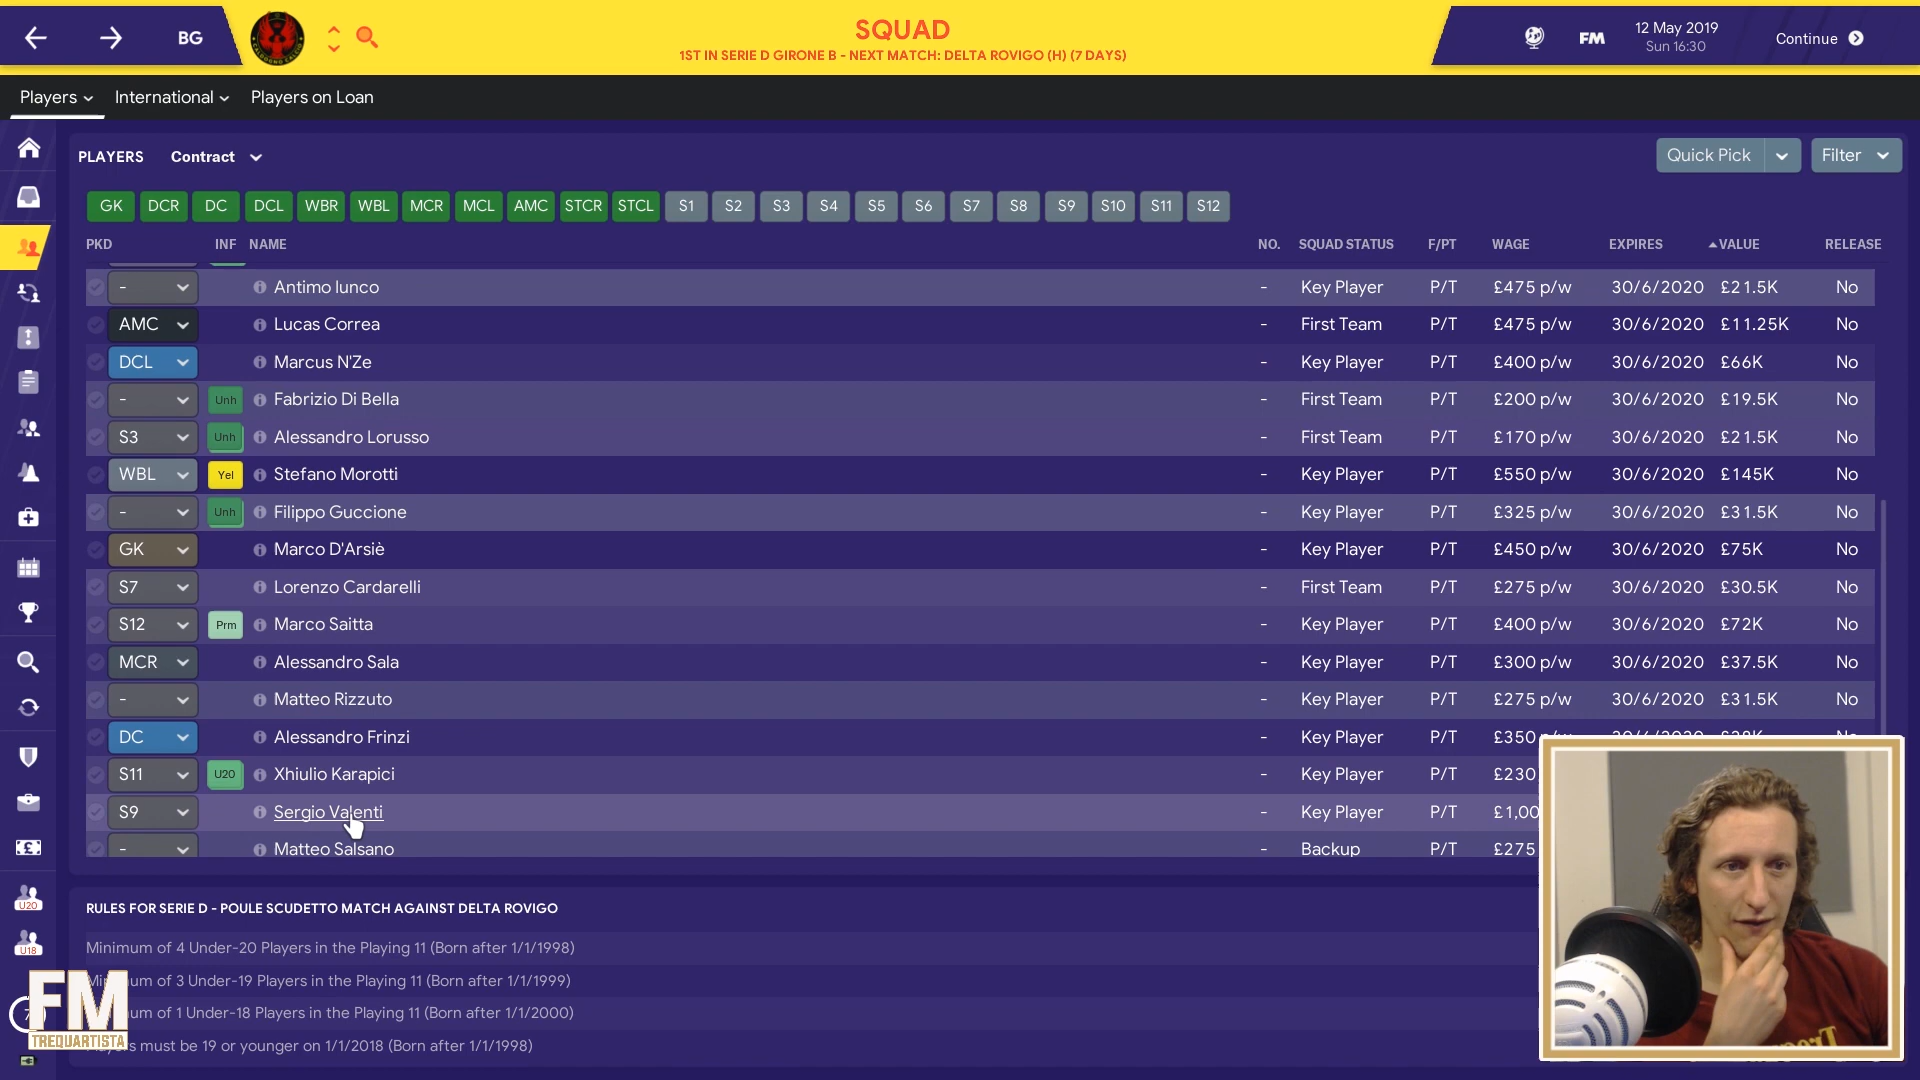 BG
SQUAD
1ST IN SERIE D GIRONE B - NEXT MATCH: DELTA ROVIGO (H) (7 DAYS)
FM
12 May 2019
Sun 16:30
Continue
Players International Players on Loan
PLAYERS Contract Quick Pick Filter
GK DCR DC DCL WBR WBL MCR MCL AMC STCR STCL S1 S2 S3 S4 S5 S6 S7 S8 S9 S10 S11 S12
PKD INF NAME NO. SQUAD STATUS F/PT WAGE EXPIRES VALUE RELEASE
- Antimo Iunco - Key Player P/T £475 p/w 30/6/2020 £21.5K No
AMC Lucas Correa - First Team P/T £475 p/w 30/6/2020 £11.25K No
DCL Marcus N'Ze - Key Player P/T £400 p/w 30/6/2020 £66K No
- Unh Fabrizio Di Bella - First Team P/T £200 p/w 30/6/2020 £19.5K No
S3 Unh Alessandro Lorusso - First Team P/T £170 p/w 30/6/2020 £21.5K No
WBL Yel Stefano Morotti - Key Player P/T £550 p/w 30/6/2020 £145K No
- Unh Filippo Guccione - Key Player P/T £325 p/w 30/6/2020 £31.5K No
GK Marco D'Arsiè - Key Player P/T £450 p/w 30/6/2020 £75K No
S7 Lorenzo Cardarelli - First Team P/T £275 p/w 30/6/2020 £30.5K No
S12 Prm Marco Saitta - Key Player P/T £400 p/w 30/6/2020 £72K No
MCR Alessandro Sala - Key Player P/T £300 p/w 30/6/2020 £37.5K No
- Matteo Rizzuto - Key Player P/T £275 p/w 30/6/2020 £31.5K No
DC Alessandro Frinzi - Key Player P/T £350
S11 U20 Xhiulio Karapici - Key Player P/T £230
S9 Sergio Valenti - Key Player P/T £1,00
- Matteo Salsano - Backup P/T £275
RULES FOR SERIE D - POULE SCUDETTO MATCH AGAINST DELTA ROVIGO
Minimum of 4 Under-20 Players in the Playing 11 (Born after 1/1/1998)
of 3 Under-19 Players in the Playing 11 (Born after 1/1/1999)
of 1 Under-18 Players in the Playing 11 (Born after 1/1/2000)
must be 19 or younger on 1/1/2018 (Born after 1/1/1998)
U20
U18
FM
TREQUARTISTA